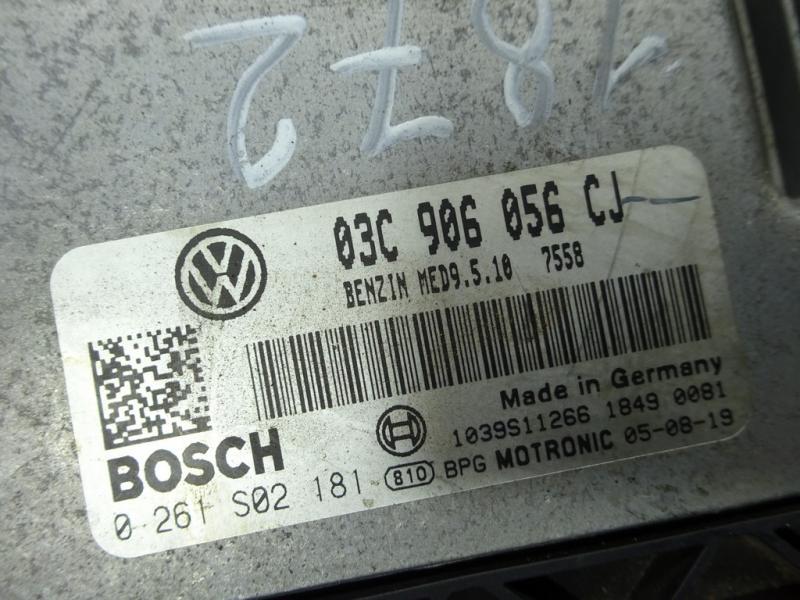 1872
03C 906 056 CJ
BENZIN MED9.5.10 7558
Made in Germany
1039S11266 1849 0081
BOSCH
0 261 S02 181 810 BPG MOTRONIC 05-08-19